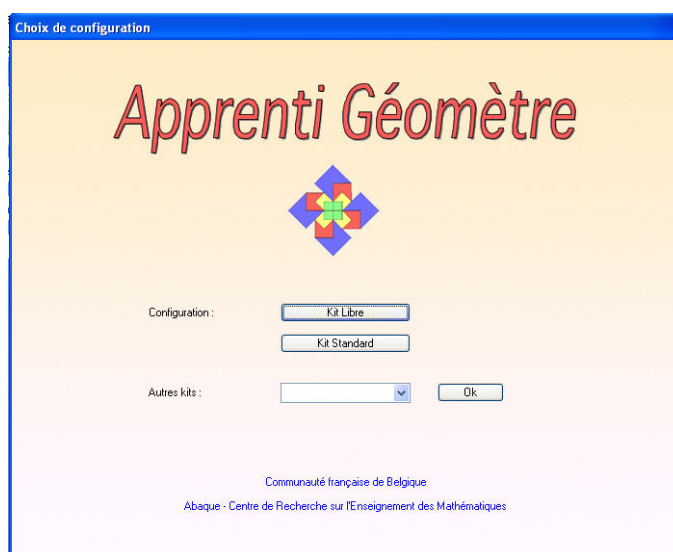 Choix de configuration
Apprenti Géomètre
Configuration : Kit Libre
Kit Standard
Autres kits : Ok
Communauté française de Belgique
Abaque - Centre de Recherche sur l'Enseignement des Mathématiques